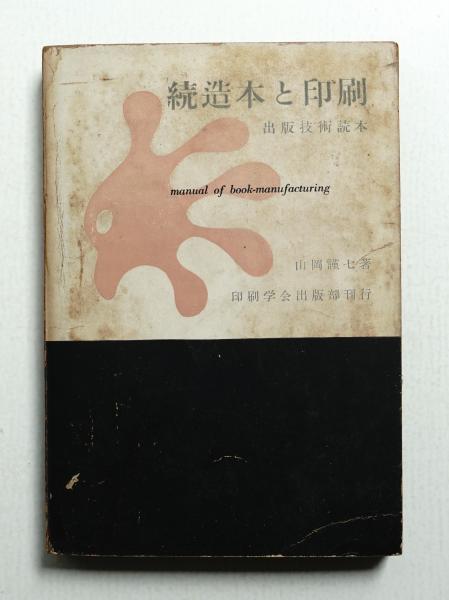 続造本と印刷
出版技術読本
manual of book-manufacturing
山岡謹七著
印刷学会出版部刊行